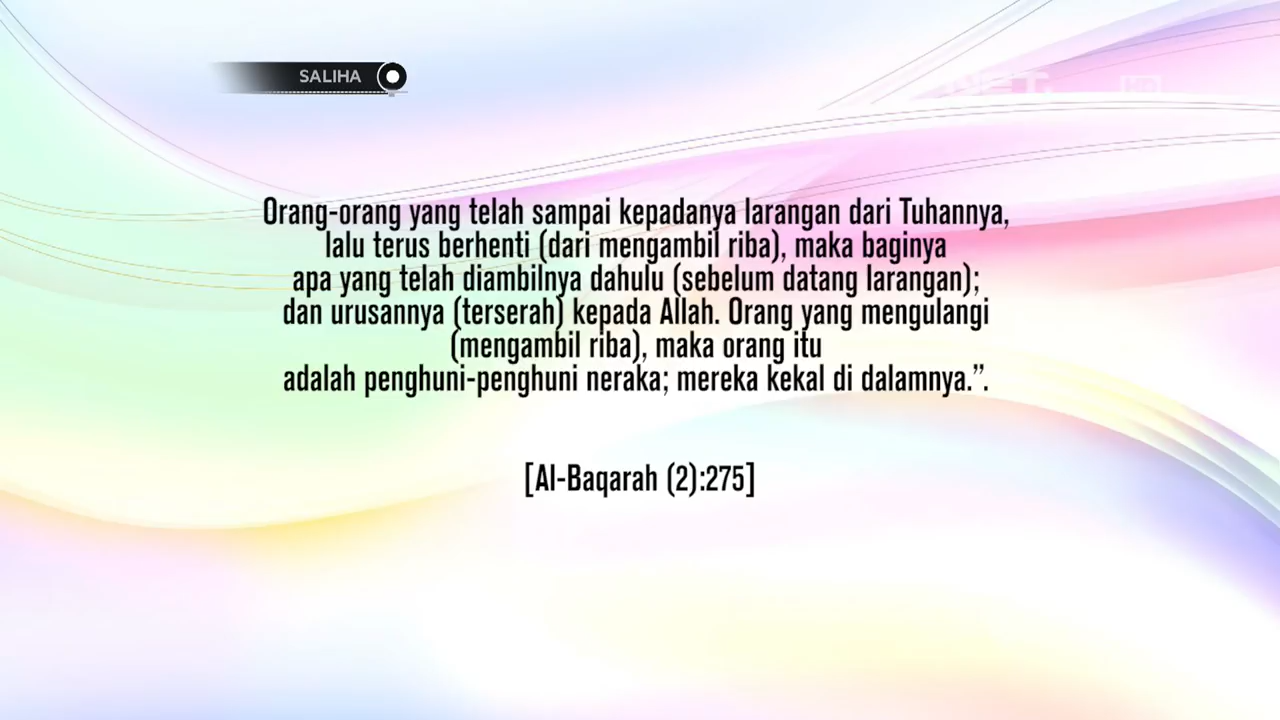 SALIHA
NET. HD
Orang-orang yang telah sampai kepadanya larangan dari Tuhannya,
lalu terus berhenti (dari mengambil riba), maka baginya
apa yang telah diambilnya dahulu (sebelum datang larangan);
dan urusannya (terserah) kepada Allah. Orang yang mengulangi
(mengambil riba), maka orang itu
adalah penghuni-penghuni neraka; mereka kekal di dalamnya.”.
[Al-Baqarah (2):275]